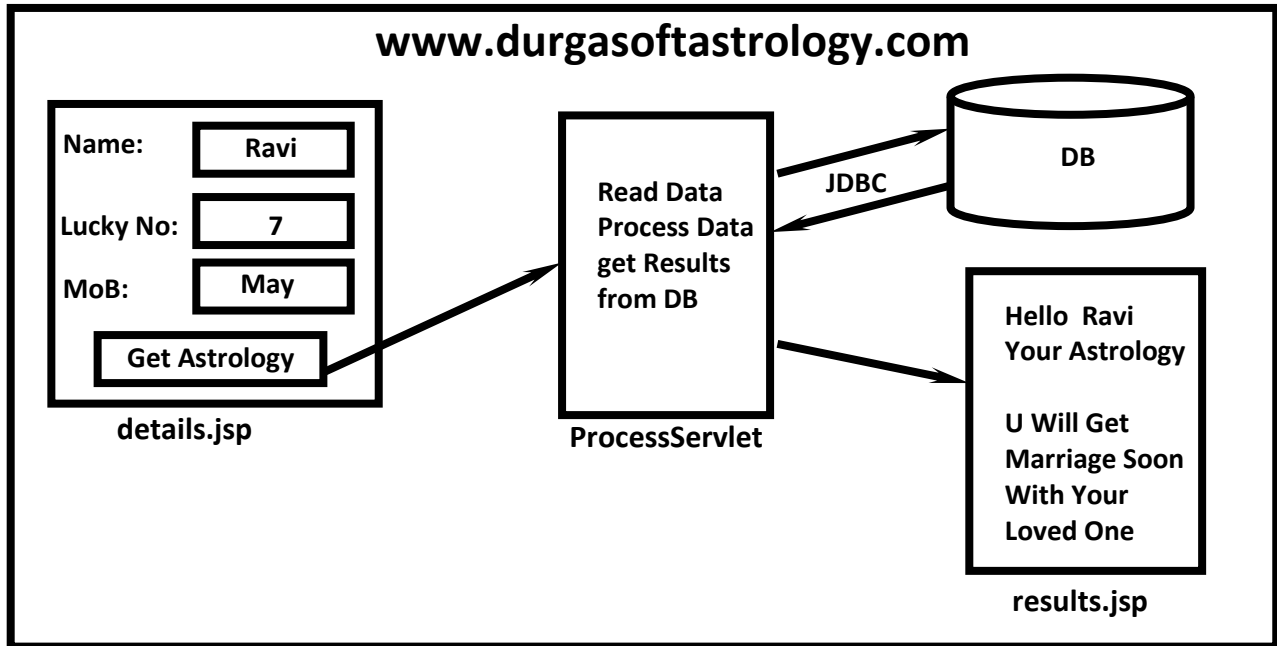 www.durgasoftastrology.com
Name:
Ravi
Lucky No:
7
MoB:
May
Get Astrology
details.jsp
Read Data
Process Data
get Results
from DB
ProcessServlet
JDBC
DB
Hello Ravi
Your Astrology
U Will Get
Marriage Soon
With Your
Loved One
results.jsp